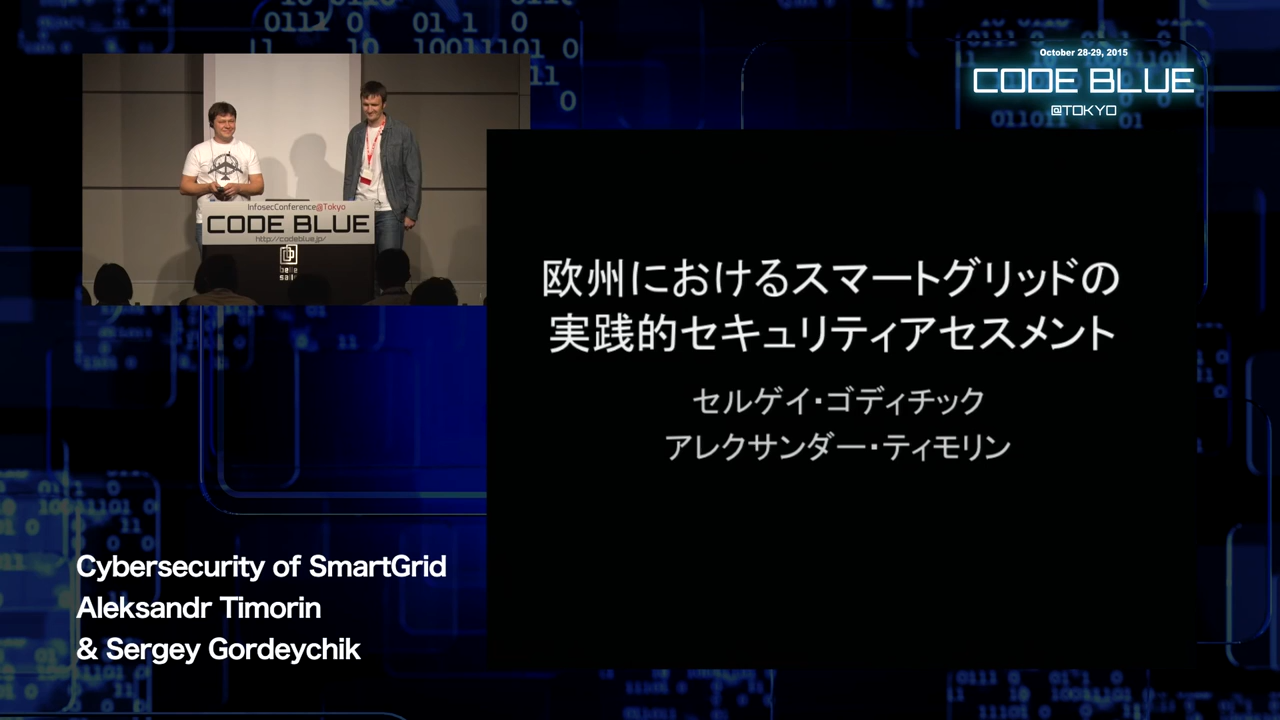 October 28-29, 2015
CODE BLUE
@TOKYO
InfosecConference@Tokyo
CODE BLUE
http://codeblue.jp/
欧州におけるスマートグリッドの
実践的セキュリティアセスメント
セルゲイ・ゴディチック
アレクサンダー・ティモリン
Cybersecurity of SmartGrid
Aleksandr Timorin
& Sergey Gordeychik